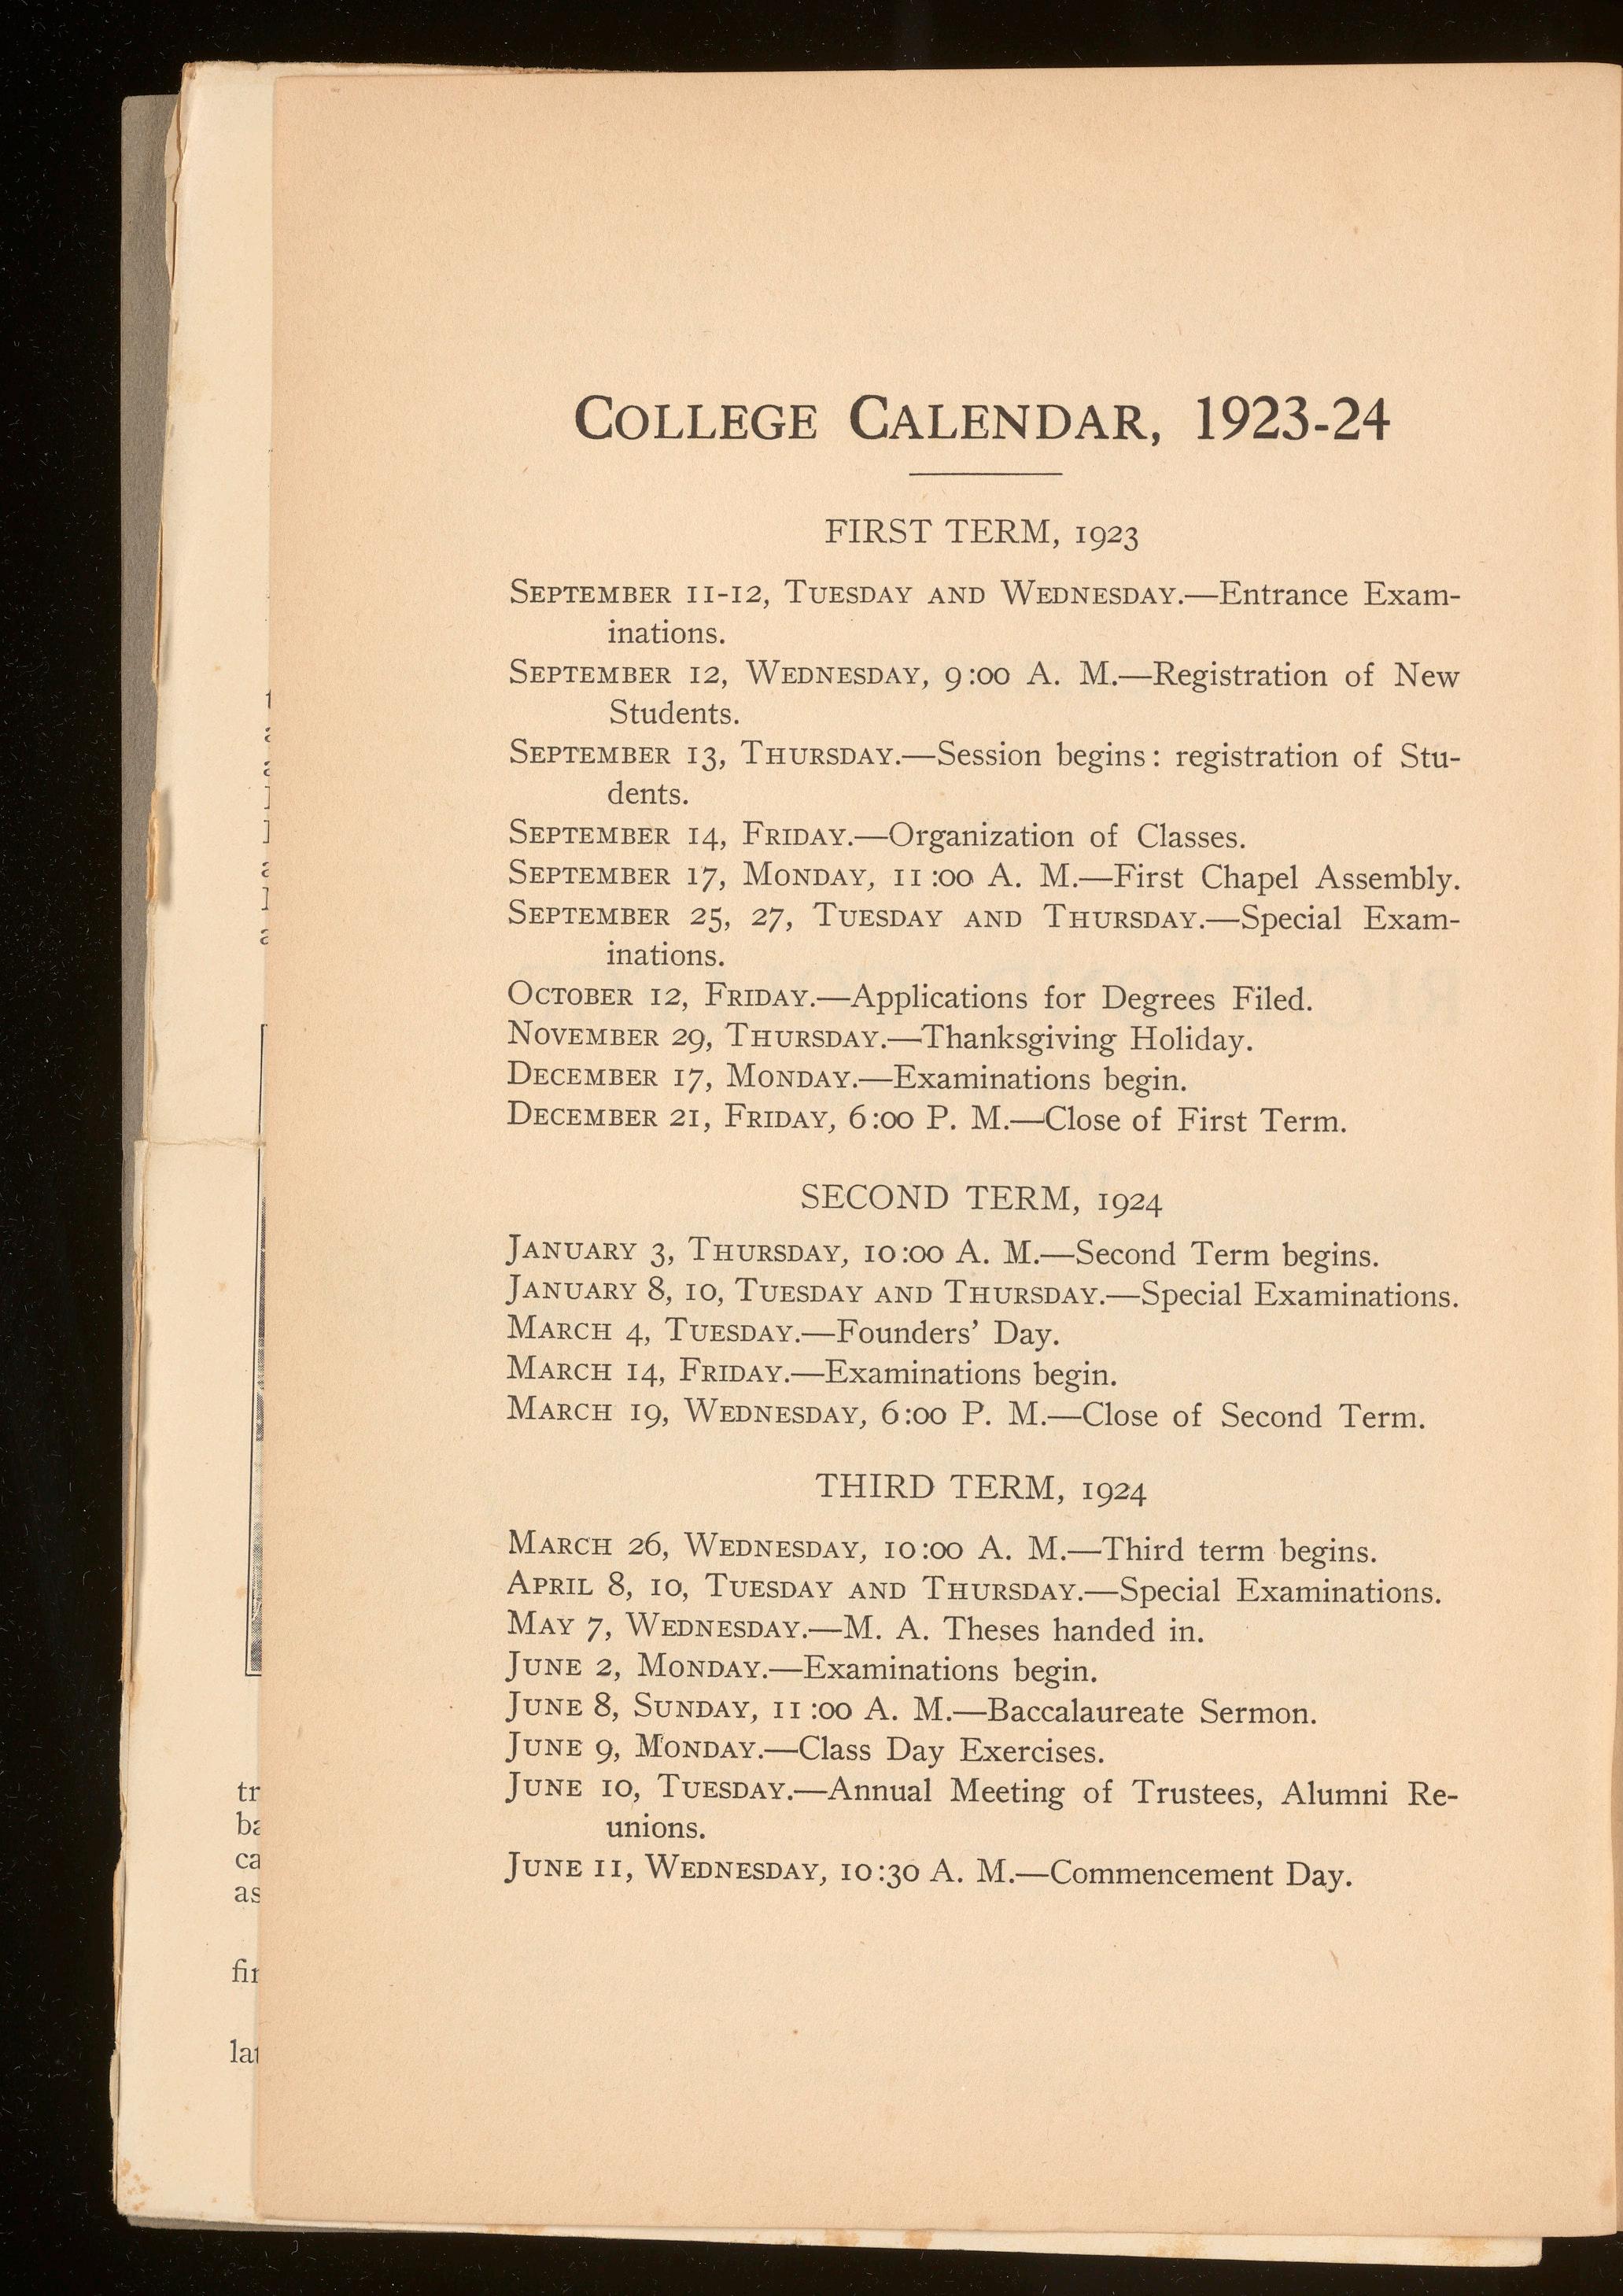 COLLEGE CALENDAR, 1923-24
FIRST TERM, 1923
SEPTEMBER 11-12, TUESDAY AND WEDNESDAY.—Entrance Exam-
inations.
SEPTEMBER 12, WEDNESDAY, 9:00 A. M.—Registration of New
Students.
SEPTEMBER 13, THURSDAY.—Session begins: registration of Stu-
dents.
SEPTEMBER 14, FRIDAY.—Organization of Classes.
SEPTEMBER 17, MONDAY, 11:00 A. M.—First Chapel Assembly.
SEPTEMBER 25, 27, TUESDAY AND THURSDAY.—Special Exam-
inations.
OCTOBER 12, FRIDAY.—Applications for Degrees Filed.
NOVEMBER 29, THURSDAY.—Thanksgiving Holiday.
DECEMBER 17, MONDAY.—Examinations begin.
DECEMBER 21, FRIDAY, 6:00 P. M.—Close of First Term.
SECOND TERM, 1924
JANUARY 3, THURSDAY, 10:00 A. M.—Second Term begins.
JANUARY 8, 10, TUESDAY AND THURSDAY.—Special Examinations.
MARCH 4, TUESDAY.—Founders' Day.
MARCH 14, FRIDAY.—Examinations begin.
MARCH 19, WEDNESDAY, 6:00 P. M.—Close of Second Term.
THIRD TERM, 1924
MARCH 26, WEDNESDAY, 10:00 A. M.—Third term begins.
APRIL 8, 10, TUESDAY AND THURSDAY.—Special Examinations.
MAY 7, WEDNESDAY.—M. A. Theses handed in.
JUNE 2, MONDAY.—Examinations begin.
JUNE 8, SUNDAY, 11:00 A. M.—Baccalaureate Sermon.
JUNE 9, MONDAY.—Class Day Exercises.
JUNE 10, TUESDAY.—Annual Meeting of Trustees, Alumni Re-
unions.
JUNE 11, WEDNESDAY, 10:30 A. M.—Commencement Day.